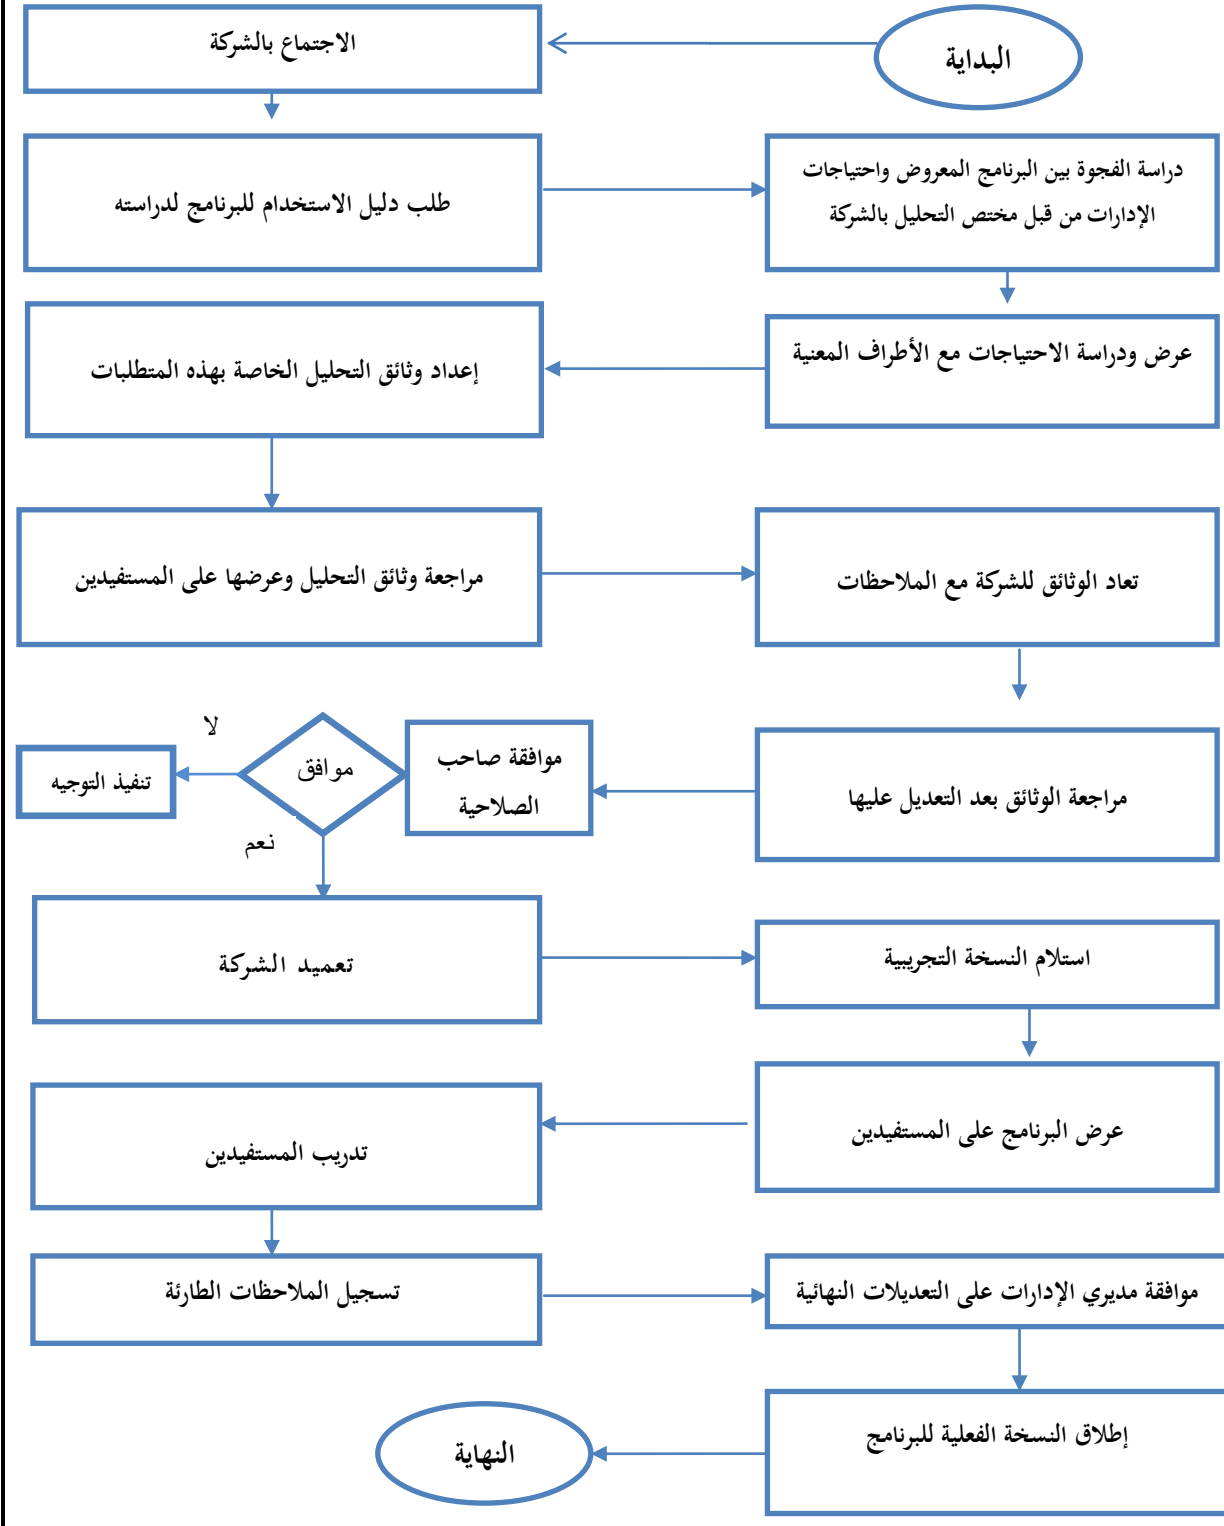 البداية
الاجتماع بالشركة
طلب دليل الاستخدام للبرنامج لدراسته
دراسة الفجوة بين البرنامج المعروض واحتياجات
الإدارات من قبل مختص التحليل بالشركة
عرض ودراسة الاحتياجات مع الأطراف المعنية
إعداد وثائق التحليل الخاصة بهذه المتطلبات
مراجعة وثائق التحليل وعرضها على المستفيدين
تعاد الوثائق للشركة مع الملاحظات
مراجعة الوثائق بعد التعديل عليها
موافقة صاحب
الصلاحية
موافق
لا
تنفيذ التوجيه
نعم
تعميد الشركة
استلام النسخة التجريبية
عرض البرنامج على المستفيدين
تدريب المستفيدين
تسجيل الملاحظات الطارئة
موافقة مديري الإدارات على التعديلات النهائية
إطلاق النسخة الفعلية للبرنامج
النهاية